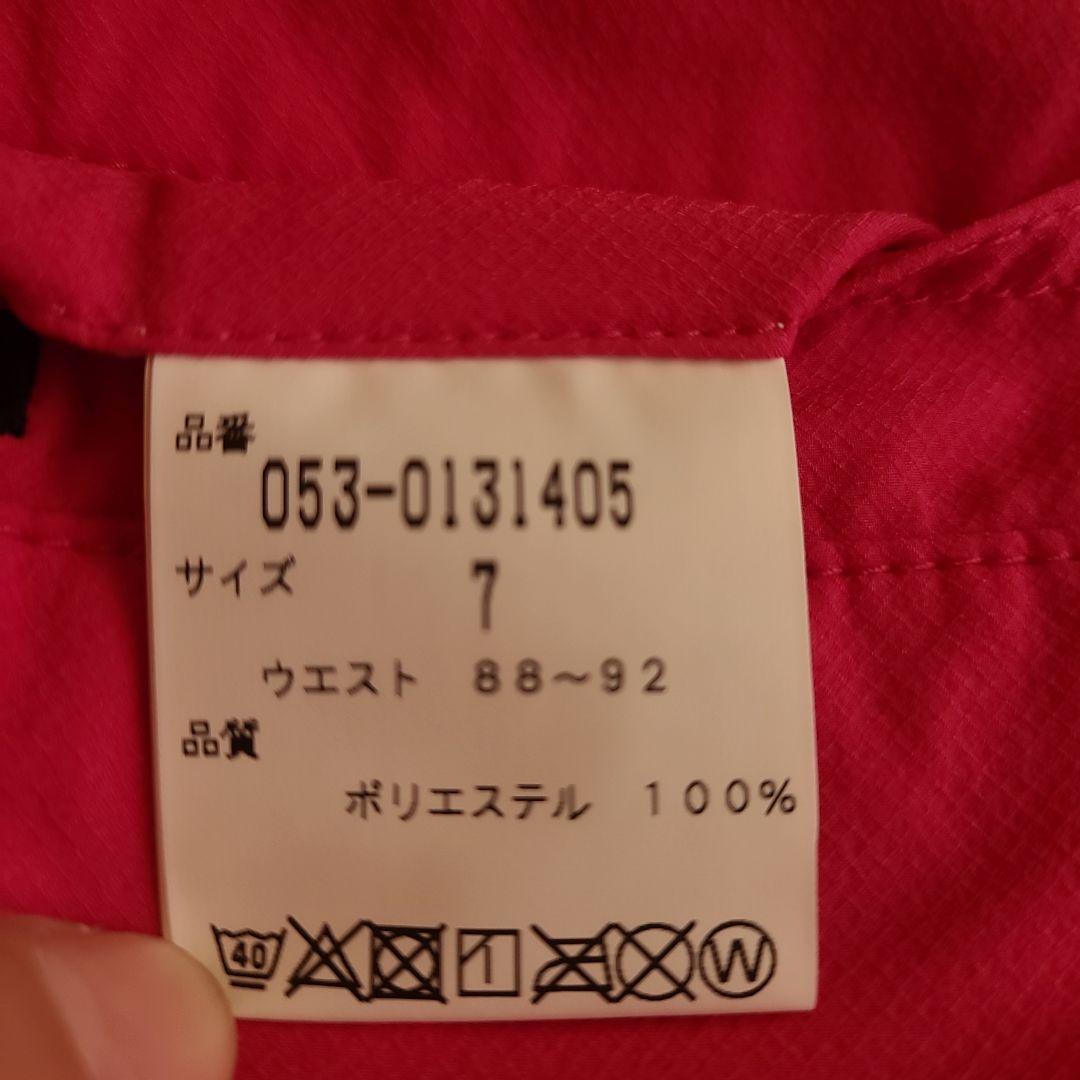 品番
053-0131405
サイズ 7
ウエスト 88〜92
品質
ポリエステル 100%
40 W